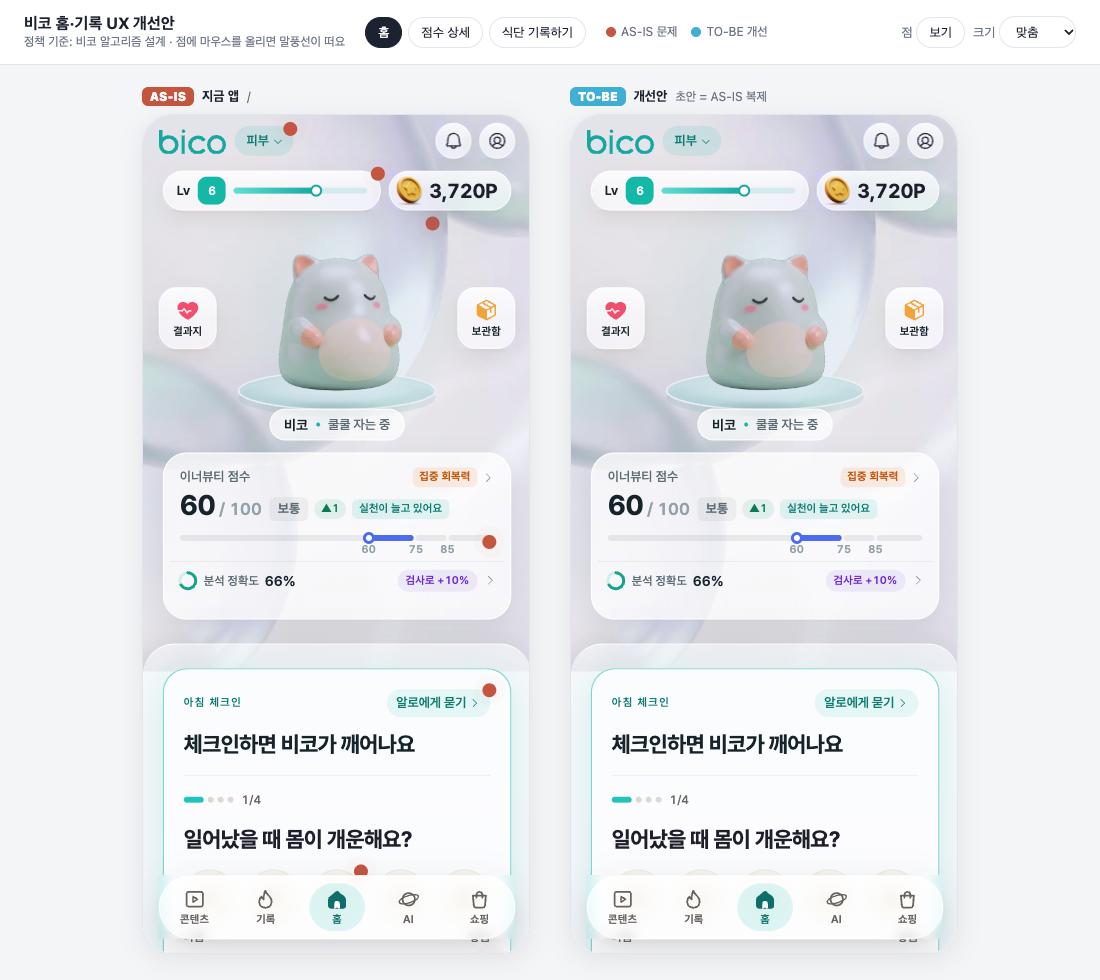 비코 홈·기록 UX 개선안
정책 기준: 비코 알고리즘 설계 · 점에 마우스를 올리면 말풍선이 떠요
홈 점수 상세 식단 기록하기 AS-IS 문제 TO-BE 개선 점 보기 크기 맞춤
AS-IS 지금 앱 /
bico 피부
Lv 6 3,720P
결과지 보관함
비코 • 쿨쿨 자는 중
이너뷰티 점수 집중 회복력
60 / 100 보통 ▲1 실천이 늘고 있어요
60 75 85
분석 정확도 66% 검사로 +10%
아침 체크인 알로에게 묻기
체크인하면 비코가 깨어나요
1/4
일어났을 때 몸이 개운해요?
콘텐츠 기록 홈 AI 쇼핑
TO-BE 개선안 초안 = AS-IS 복제
bico 피부
Lv 6 3,720P
결과지 보관함
비코 • 쿨쿨 자는 중
이너뷰티 점수 집중 회복력
60 / 100 보통 ▲1 실천이 늘고 있어요
60 75 85
분석 정확도 66% 검사로 +10%
아침 체크인 알로에게 묻기
체크인하면 비코가 깨어나요
1/4
일어났을 때 몸이 개운해요?
콘텐츠 기록 홈 AI 쇼핑